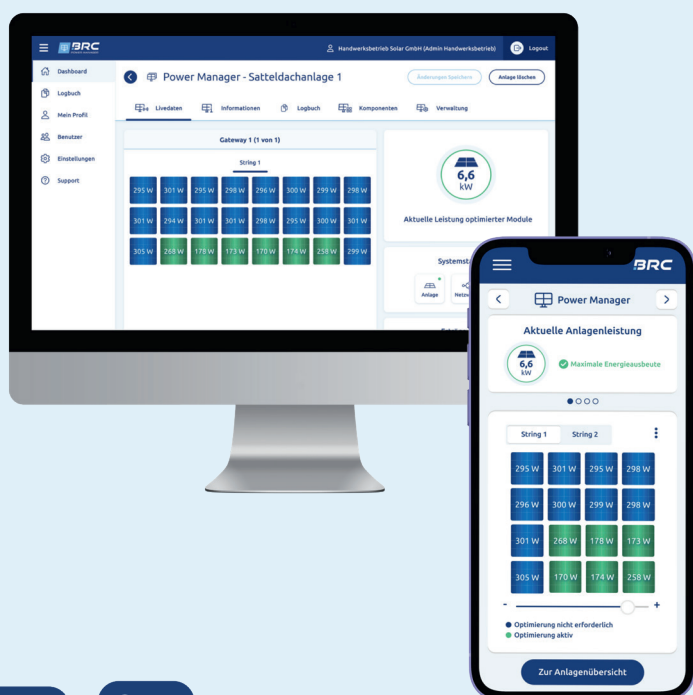 BRC
Handwerksbetrieb Solar GmbH (Admin Handwerksbetrieb)
Logout
Dashboard
Logbuch
Mein Profil
Benutzer
Einstellungen
Support
Power Manager - Satteldachanlage 1
Änderungen Speichern
Anlage löschen
Livedaten
Informationen
Logbuch
Komponenten
Verwaltung
Gateway 1 (1 von 1)
String 1
295 W 301 W 295 W 298 W 296 W 300 W 299 W 298 W
301 W 294 W 301 W 301 W 298 W 295 W 300 W 301 W
305 W 268 W 178 W 173 W 170 W 174 W 258 W 299 W
6,6
kW
Aktuelle Leistung optimierter Module
Anlage
BRC
Power Manager
Aktuelle Anlagenleistung
6,6
kW
Maximale Energieausbeute
String 1 String 2
295 W 301 W 295 W 298 W
296 W 300 W 299 W 298 W
301 W 268 W 178 W 173 W
305 W 170 W 174 W 258 W
- +
Optimierung nicht erforderlich
Optimierung aktiv
Zur Anlagenübersicht